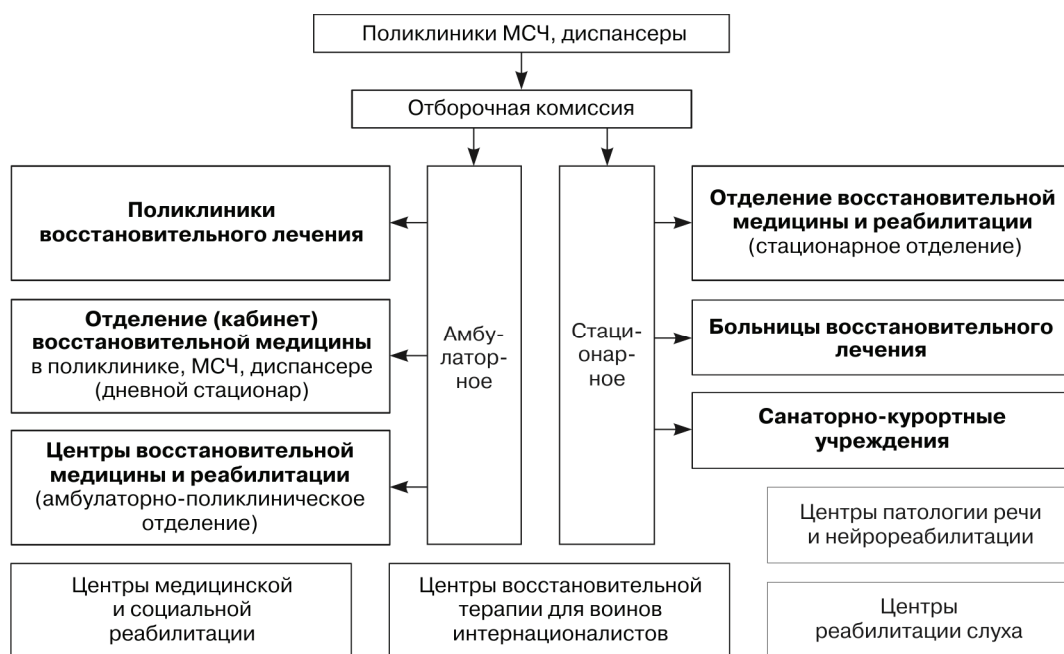 Поликлиники МСЧ, диспансеры
Отборочная комиссия
Поликлиники
восстановительного лечения
Отделение (кабинет)
восстановительной медицины
в поликлинике, МСЧ, диспансере
(дневной стационар)
Центры восстановительной
медицины и реабилитации
(амбулаторно-поликлиническое
отделение)
Амбу-
латор-
ное
Стаци-
онар-
ное
Отделение восстановительной
медицины и реабилитации
(стационарное отделение)
Больницы восстановительного
лечения
Санаторно-курортные
учреждения
Центры патологии речи
и нейрореабилитации
Центры медицинской
и социальной
реабилитации
Центры восстановительной
терапии для воинов
интернационалистов
Центры
реабилитации слуха